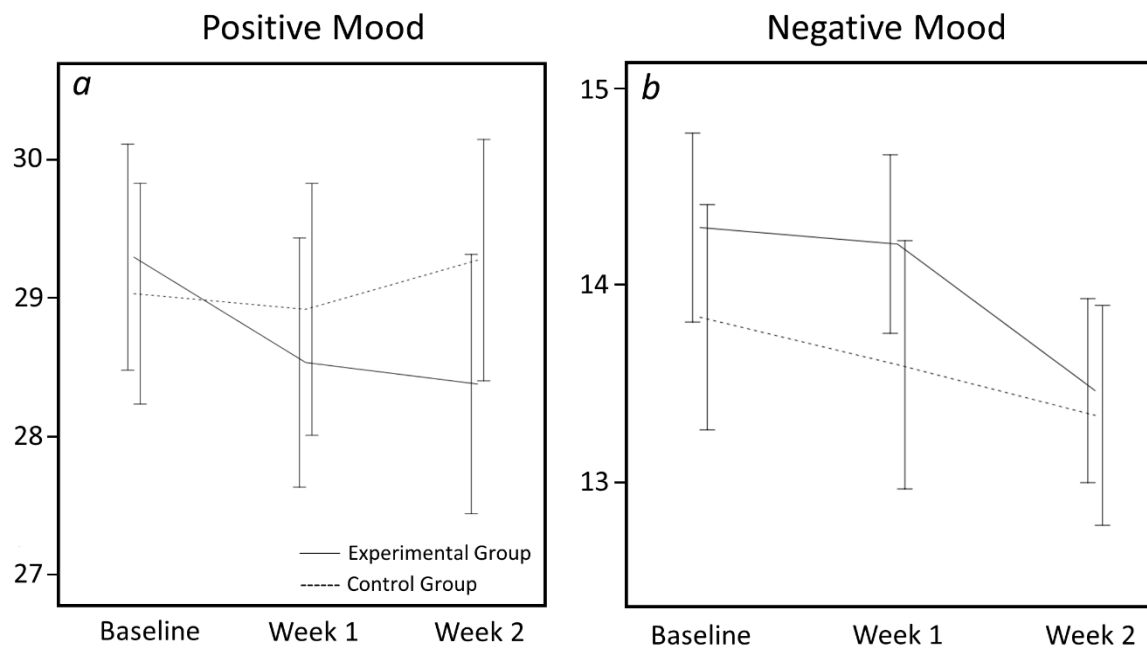 Positive Mood
a
30
29
28
27
Experimental Group
Control Group
Baseline Week 1 Week 2
Negative Mood
b
15
14
13
Baseline Week 1 Week 2